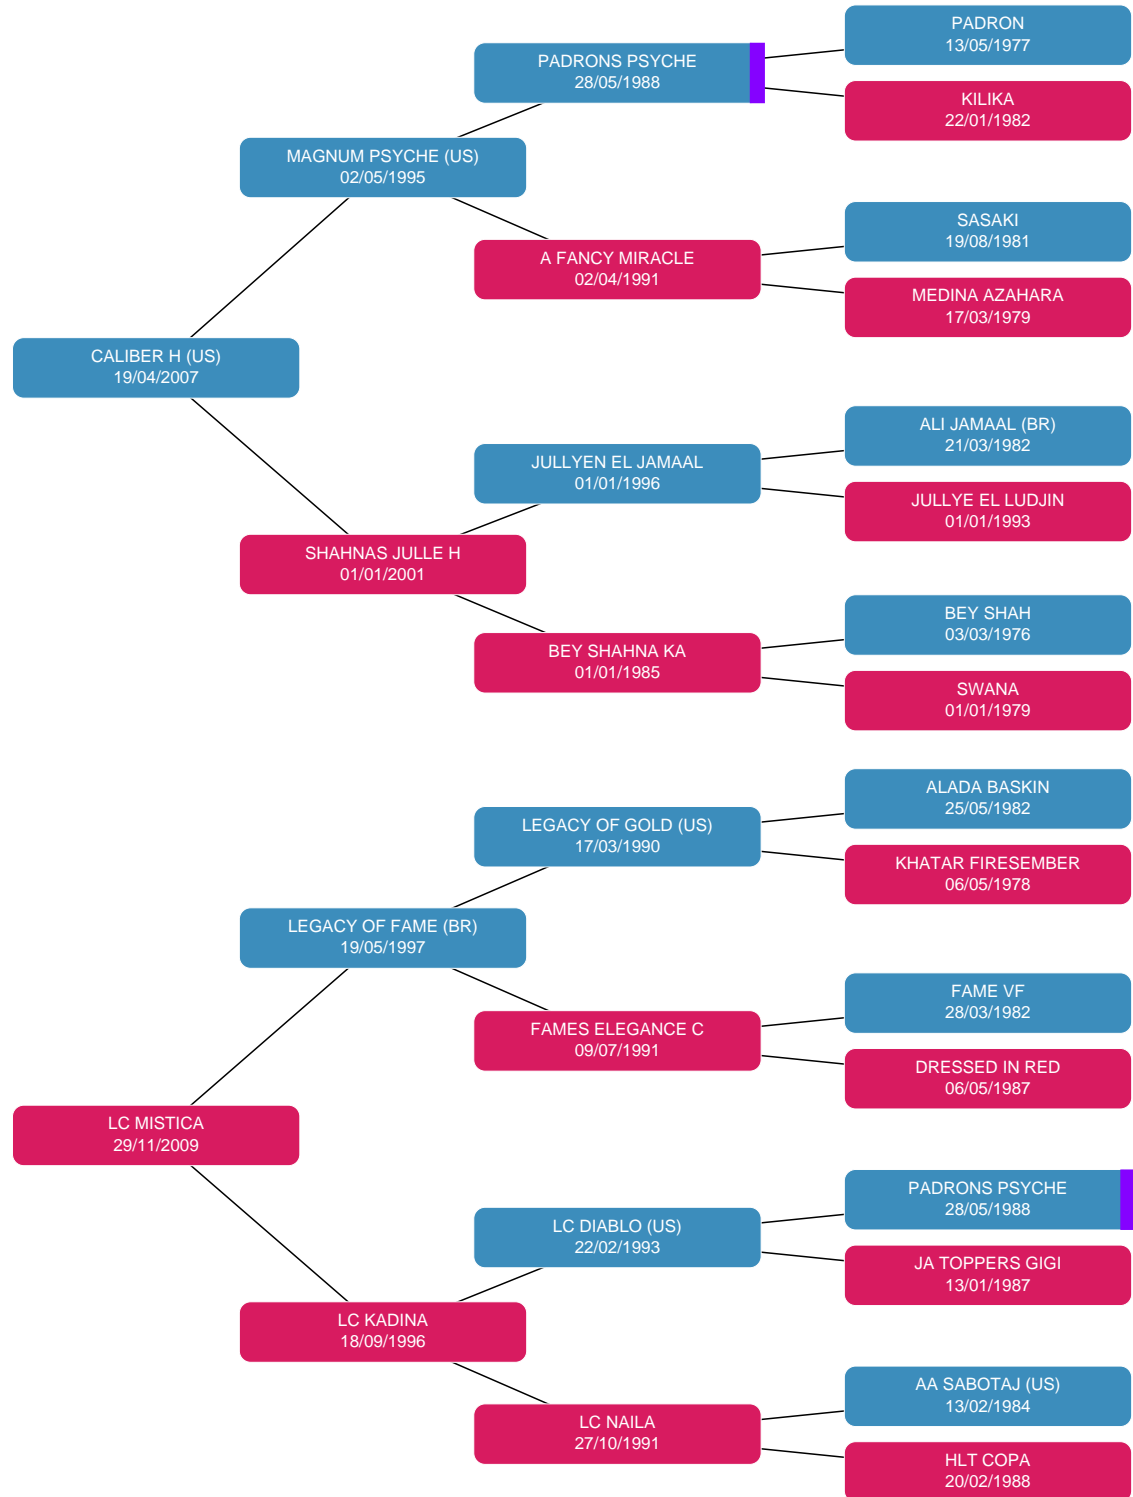 PADRON
13/05/1977
PADRONS PSYCHE
28/05/1988
KILIKA
22/01/1982
MAGNUM PSYCHE (US)
02/05/1995
SASAKI
19/08/1981
A FANCY MIRACLE
02/04/1991
MEDINA AZAHARA
17/03/1979
CALIBER H (US)
19/04/2007
ALI JAMAAL (BR)
21/03/1982
JULLYEN EL JAMAAL
01/01/1996
JULLYE EL LUDJIN
01/01/1993
SHAHNAS JULLE H
01/01/2001
BEY SHAH
03/03/1976
BEY SHAHNA KA
01/01/1985
SWANA
01/01/1979
ALADA BASKIN
25/05/1982
LEGACY OF GOLD (US)
17/03/1990
KHATAR FIRESEMBER
06/05/1978
LEGACY OF FAME (BR)
19/05/1997
FAME VF
28/03/1982
FAMES ELEGANCE C
09/07/1991
DRESSED IN RED
06/05/1987
LC MISTICA
29/11/2009
PADRONS PSYCHE
28/05/1988
LC DIABLO (US)
22/02/1993
JA TOPPERS GIGI
13/01/1987
LC KADINA
18/09/1996
AA SABOTAJ (US)
13/02/1984
LC NAILA
27/10/1991
HLT COPA
20/02/1988